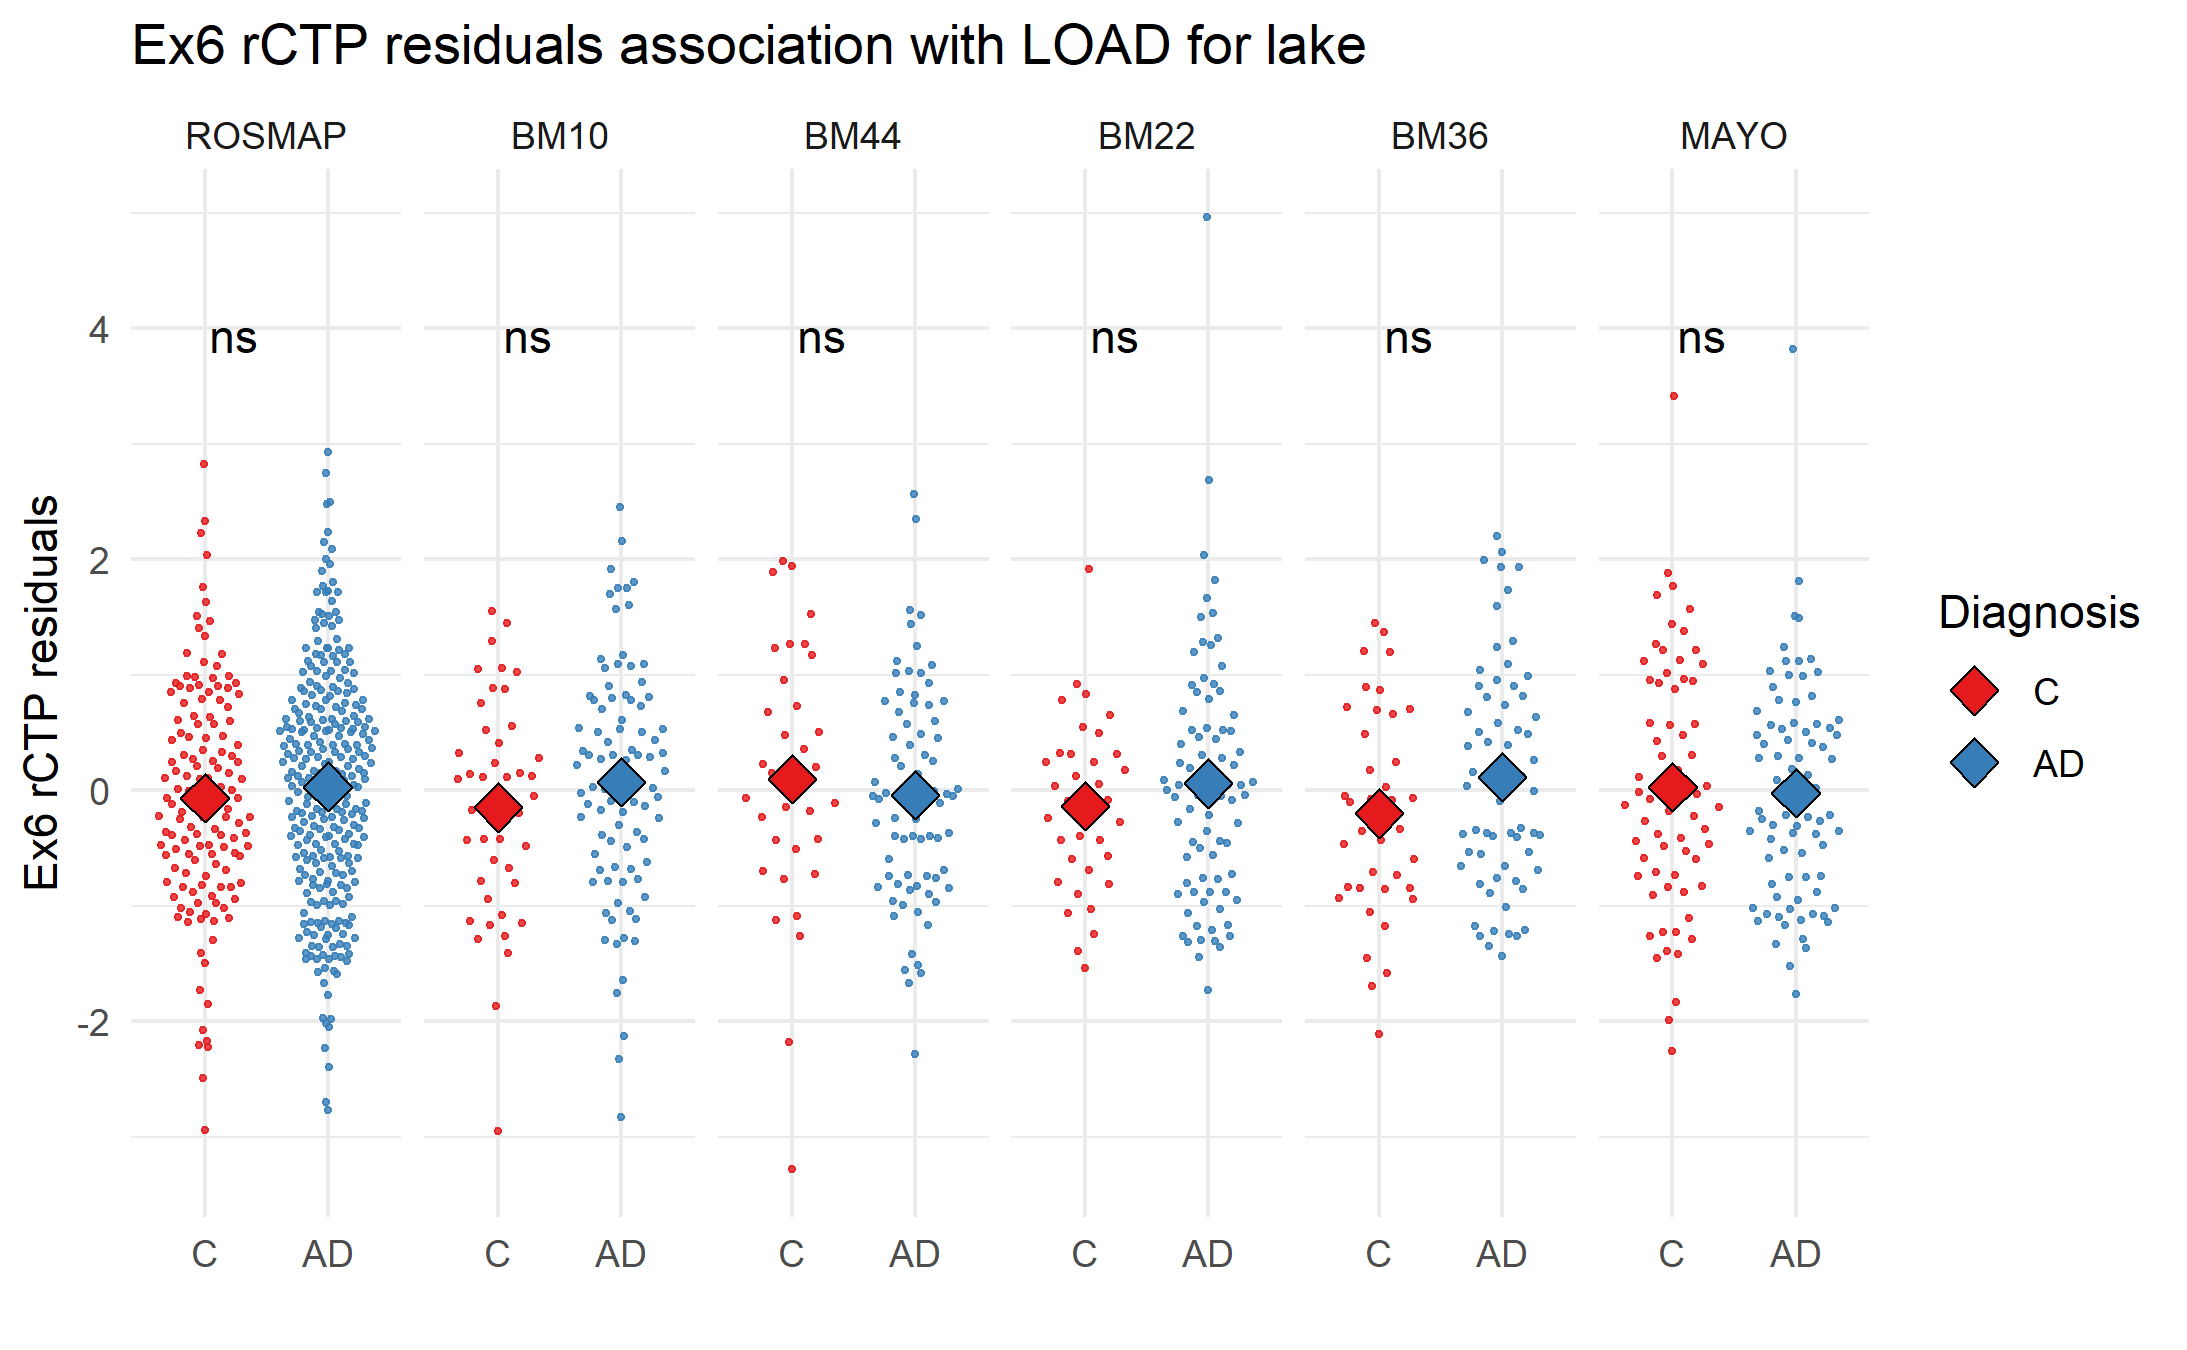 Ex6 rCTP residuals association with LOAD for lake
ROSMAP BM10 BM44 BM22 BM36 MAYO
ns ns ns ns ns ns
4
2
0
-2
Ex6 rCTP residuals
C AD C AD C AD C AD C AD C AD
Diagnosis
C
AD